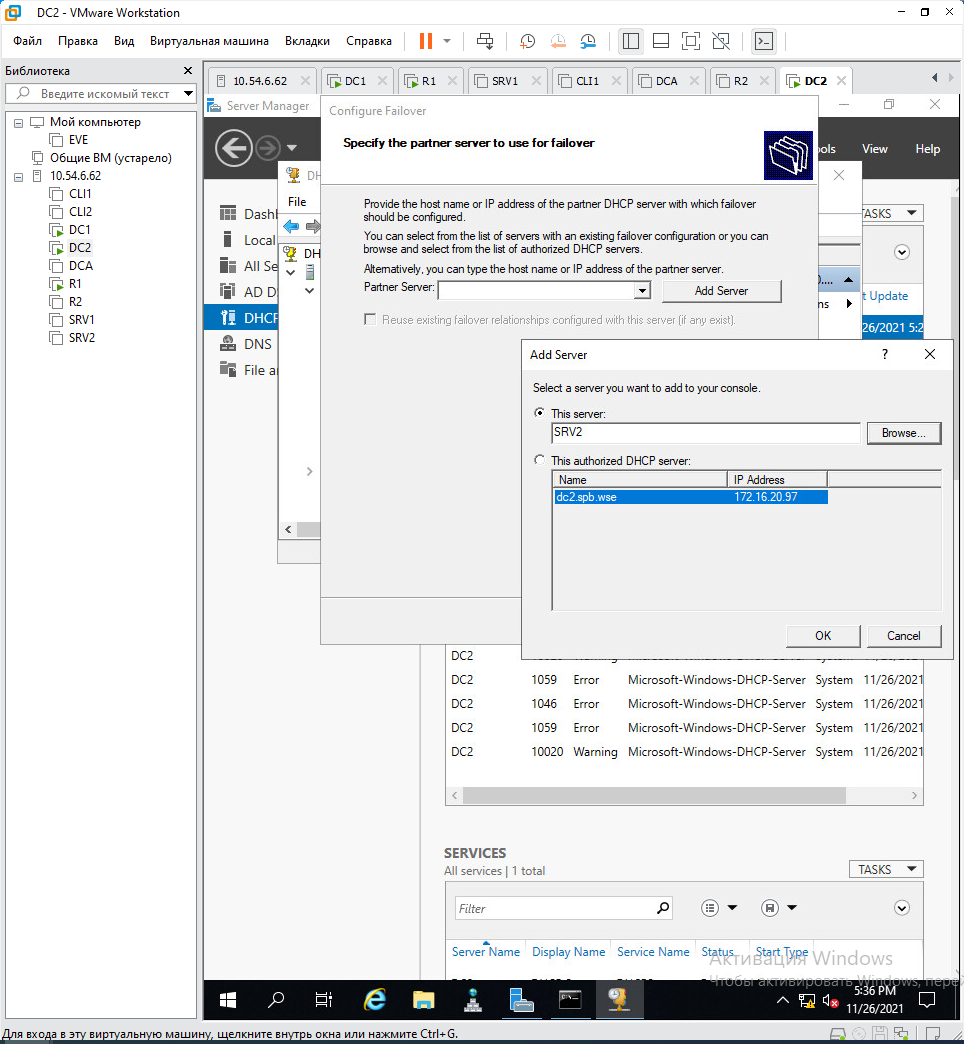 DC2 - VMware Workstation
Файл Правка Вид Виртуальная машина Вкладки Справка
Библиотека
Введите искомый текст
Мой компьютер
EVE
Общие ВМ (устарело)
10.54.6.62
CLI1
CLI2
DC1
DC2
DCA
R1
R2
SRV1
SRV2
10.54.6.62 DC1 R1 SRV1 CLI1 DCA R2 DC2
Server Manager
ools View Help
Dashb
Local
All Se
AD D
DHCP
DNS
File an
DH
File
DH
TASKS
0....
ns
t Update
26/2021 5:2
Configure Failover
Specify the partner server to use for failover
Provide the host name or IP address of the partner DHCP server with which failover
should be configured.
You can select from the list of servers with an existing failover configuration or you can
browse and select from the list of authorized DHCP servers.
Alternatively, you can type the host name or IP address of the partner server.
Partner Server: Add Server
Reuse existing failover relationships configured with this server (if any exist).
Add Server ?
Select a server you want to add to your console.
This server:
SRV2 Browse...
This authorized DHCP server:
Name IP Address
dc2.spb.wse 172.16.20.97
OK Cancel
DC2
DC2 1059 Error Microsoft-Windows-DHCP-Server System 11/26/2021
DC2 1046 Error Microsoft-Windows-DHCP-Server System 11/26/2021
DC2 1059 Error Microsoft-Windows-DHCP-Server System 11/26/2021
DC2 10020 Warning Microsoft-Windows-DHCP-Server System 11/26/2021
SERVICES
All services | 1 total
TASKS
Filter
Server Name Display Name Service Name Status Start Type
Активация Windows
Чтобы активировать Windows, пере
5:36 PM
11/26/2021
Для входа в эту виртуальную машину, щелкните внутрь окна или нажмите Ctrl+G.